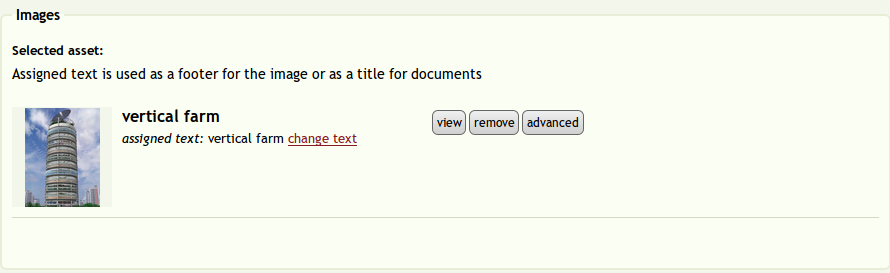 Images
Selected asset:
Assigned text is used as a footer for the image or as a title for documents
vertical farm
assigned text: vertical farm change text
view remove advanced